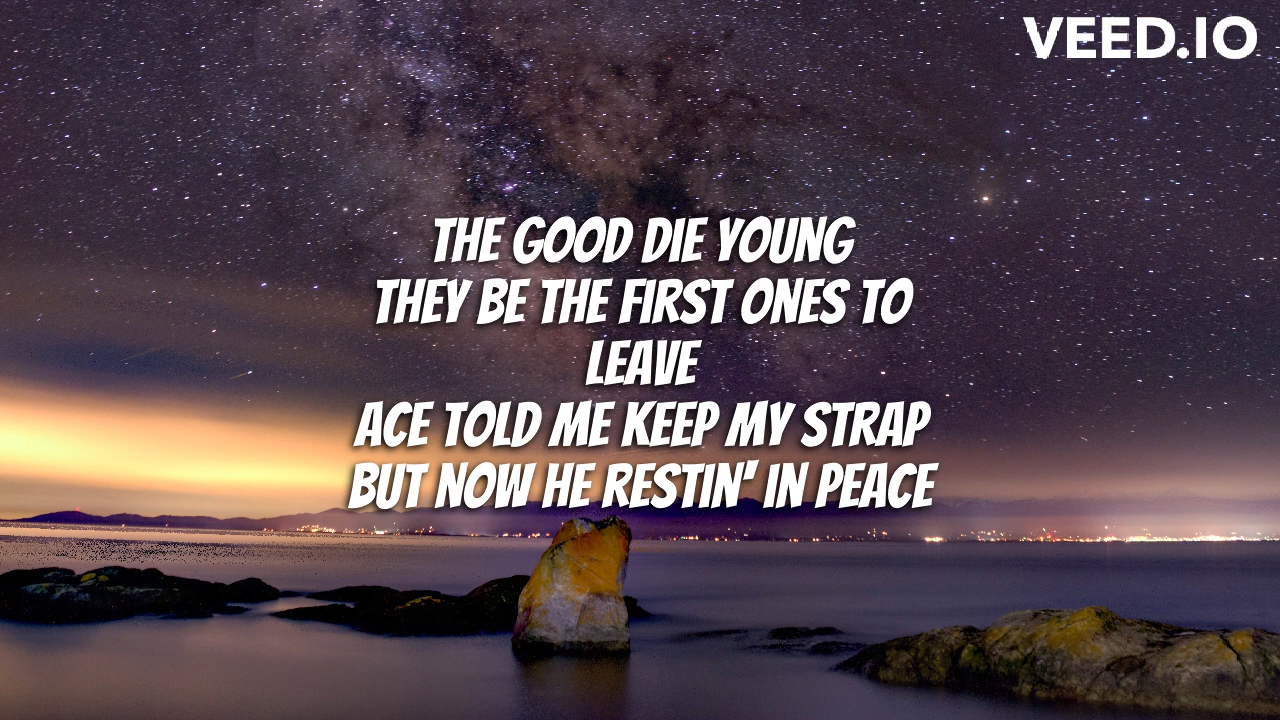 VEED.IO
THE GOOD DIE YOUNG
THEY BE THE FIRST ONES TO
LEAVE
ACE TOLD ME KEEP MY STRAP
BUT NOW HE RESTIN' IN PEACE